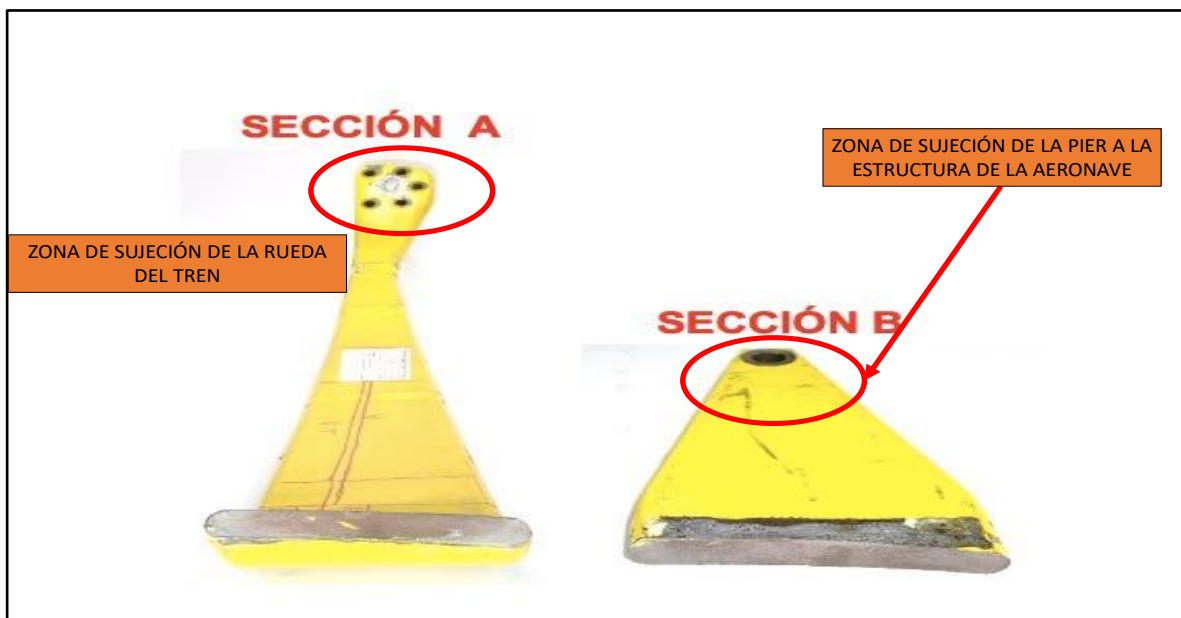 SECCIÓN A
ZONA DE SUJECIÓN DE LA PIER A LA
ESTRUCTURA DE LA AERONAVE
ZONA DE SUJECIÓN DE LA RUEDA
DEL TREN
SECCIÓN B